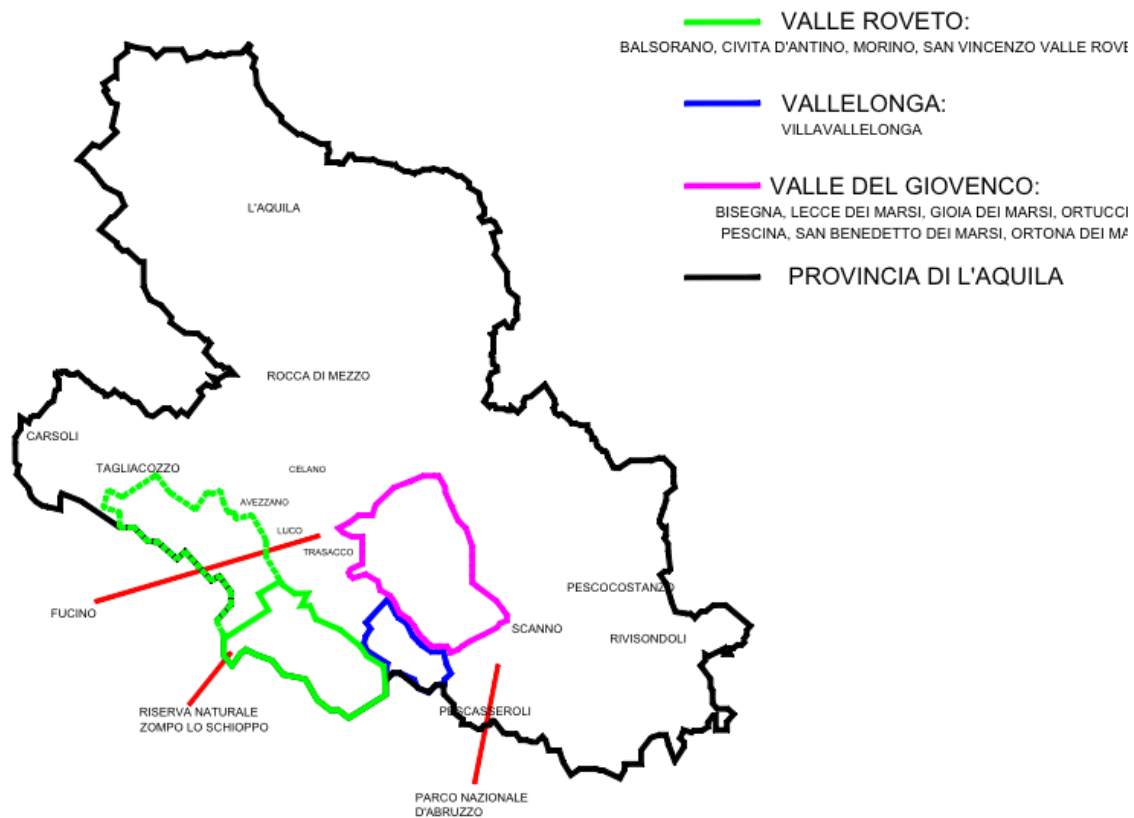 VALLE ROVETO:
BALSORANO, CIVITA D'ANTINO, MORINO, SAN VINCENZO VALLE ROVE
VALLELONGA:
VILLAVALLELONGA
VALLE DEL GIOVENCO:
BISEGNA, LECCE DEI MARSI, GIOIA DEI MARSI, ORTUCCI
PESCINA, SAN BENEDETTO DEI MARSI, ORTONA DEI MA
PROVINCIA DI L'AQUILA
L'AQUILA
ROCCA DI MEZZO
CARSOLI
TAGLIACOZZO
CELANO
AVEZZANO
LUCO
TRASACCO
PESCOCOSTANZO
FUCINO
SCANNO
RIVISONDOLI
RISERVA NATURALE
ZOMPO LO SCHIOPPO
PESCASSEROLI
PARCO NAZIONALE
D'ABRUZZO